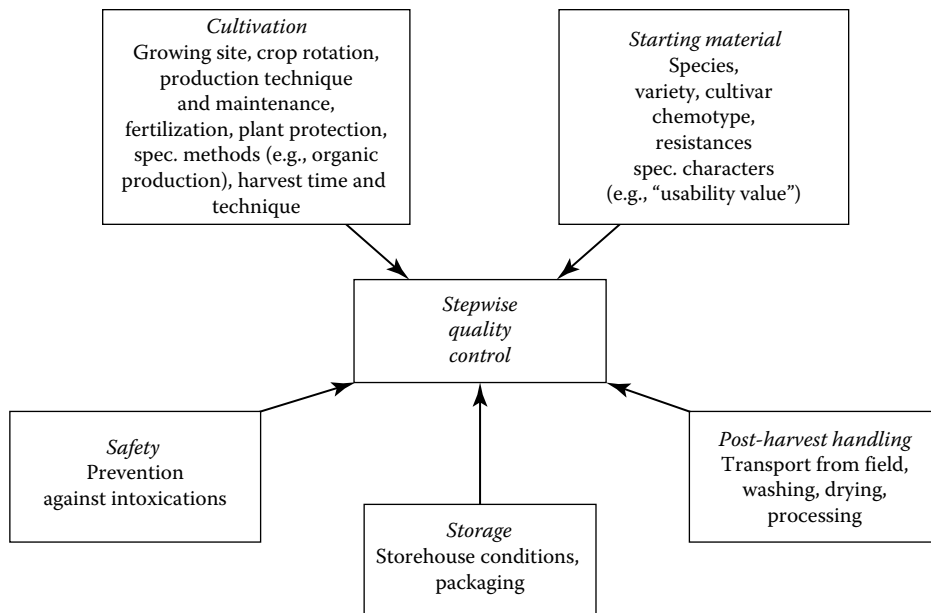 Cultivation
Growing site, crop rotation,
production technique
and maintenance,
fertilization, plant protection,
spec. methods (e.g., organic
production), harvest time and
technique
Starting material
Species,
variety, cultivar
chemotype,
resistances
spec. characters
(e.g., “usability value”)
Stepwise
quality
control
Safety
Prevention
against intoxications
Storage
Storehouse conditions,
packaging
Post-harvest handling
Transport from field,
washing, drying,
processing